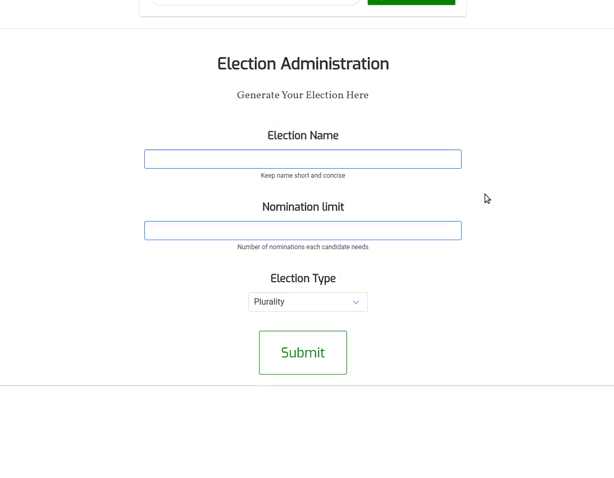 Election Administration
Generate Your Election Here
Election Name
Keep name short and concise
Nomination limit
Number of nominations each candidate needs
Election Type
Plurality
Submit